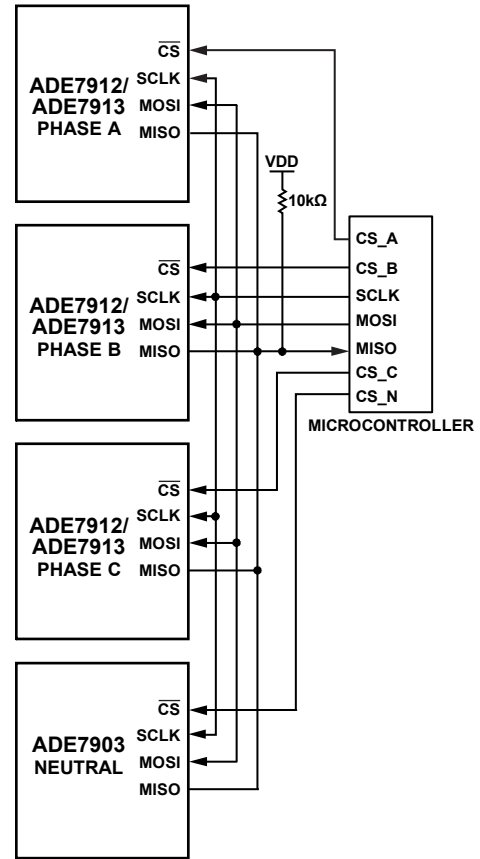 ADE7912/
ADE7913
PHASE A
CS
SCLK
MOSI
MISO
VDD
10kΩ
ADE7912/
ADE7913
PHASE B
CS
SCLK
MOSI
MISO
CS_A
CS_B
SCLK
MOSI
MISO
CS_C
CS_N
MICROCONTROLLER
ADE7912/
ADE7913
PHASE C
CS
SCLK
MOSI
MISO
ADE7903
NEUTRAL
CS
SCLK
MOSI
MISO